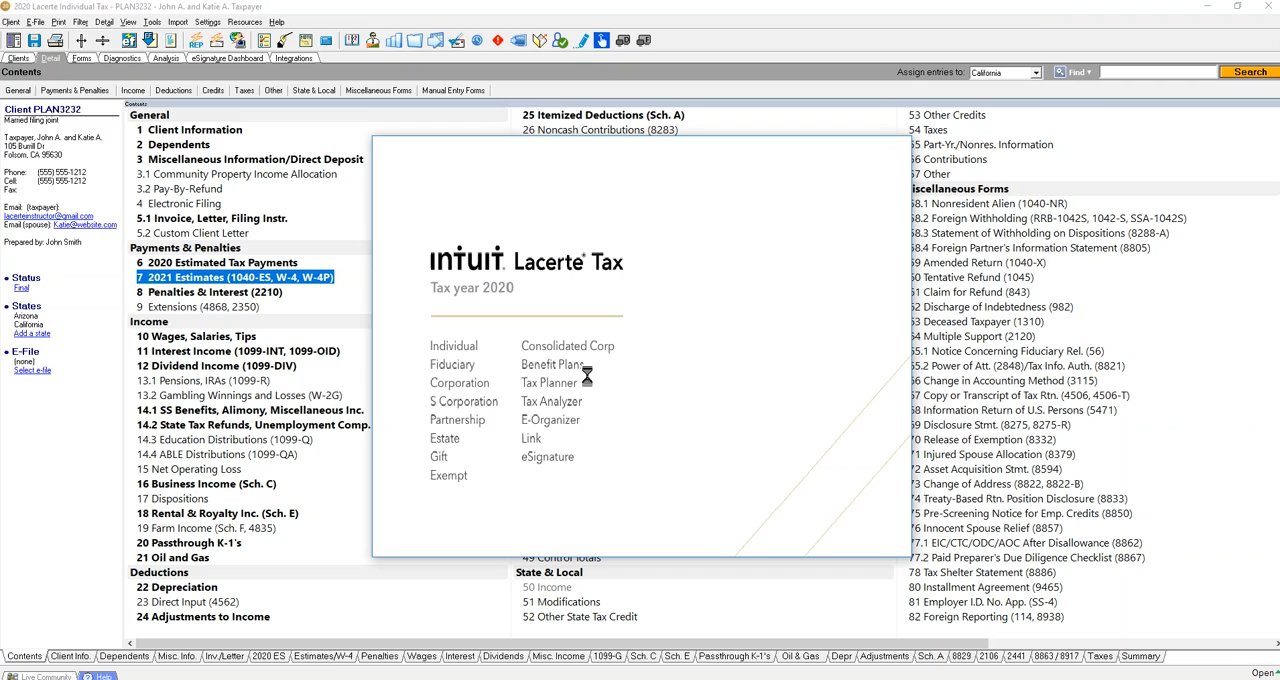 2020 Lacerte Individual Tax - PLAN3232 - John A. and Katie A. Taxpayer
Client E-File Print Filter Detail View Tools Import Settings Resources Help
Clients Detail Forms Diagnostics Analysis eSignature Dashboard Integrations
Contents
Assign entries to: California Find Search
General Payments & Penalties Income Deductions Credits Taxes Other State & Local Miscellaneous Forms Manual Entry Forms
Client PLAN3232
Married filing joint
Taxpayer, John A. and Katie A.
105 Burrill Dr
Folsom, CA 95630
Phone: (555) 555-1212
Cell: (555) 555-1212
Fax:
Email: (taxpayer):
lacerteinstructor@gmail.com
Email (spouse): Katie@website.com
Prepared by: John Smith
Status
Final
States
Arizona
California
Add a state
E-File
[none]
Select e-file
Contents
General
1 Client Information
2 Dependents
3 Miscellaneous Information/Direct Deposit
3.1 Community Property Income Allocation
3.2 Pay-By-Refund
4 Electronic Filing
5.1 Invoice, Letter, Filing Instr.
5.2 Custom Client Letter
Payments & Penalties
6 2020 Estimated Tax Payments
7 2021 Estimates (1040-ES, W-4, W-4P)
8 Penalties & Interest (2210)
9 Extensions (4868, 2350)
Income
10 Wages, Salaries, Tips
11 Interest Income (1099-INT, 1099-OID)
12 Dividend Income (1099-DIV)
13.1 Pensions, IRAs (1099-R)
13.2 Gambling Winnings and Losses (W-2G)
14.1 SS Benefits, Alimony, Miscellaneous Inc.
14.2 State Tax Refunds, Unemployment Comp.
14.3 Education Distributions (1099-Q)
14.4 ABLE Distributions (1099-QA)
15 Net Operating Loss
16 Business Income (Sch. C)
17 Dispositions
18 Rental & Royalty Inc. (Sch. E)
19 Farm Income (Sch. F, 4835)
20 Passthrough K-1's
21 Oil and Gas
Deductions
22 Depreciation
23 Direct Input (4562)
24 Adjustments to Income
25 Itemized Deductions (Sch. A)
26 Noncash Contributions (8283)
intuit Lacerte Tax
Tax year 2020
Individual
Fiduciary
Corporation
S Corporation
Partnership
Estate
Gift
Exempt
Consolidated Corp
Benefit Plans
Tax Planner
Tax Analyzer
E-Organizer
Link
eSignature
49 Control Totals
State & Local
50 Income
51 Modifications
52 Other State Tax Credit
53 Other Credits
54 Taxes
55 Part-Yr./Nonres. Information
56 Contributions
57 Other
iscellaneous Forms
58.1 Nonresident Alien (1040-NR)
58.2 Foreign Withholding (RRB-1042S, 1042-S, SSA-1042S)
58.3 Statement of Withholding on Dispositions (8288-A)
58.4 Foreign Partner's Information Statement (8805)
59 Amended Return (1040-X)
60 Tentative Refund (1045)
61 Claim for Refund (843)
62 Discharge of Indebtedness (982)
63 Deceased Taxpayer (1310)
64 Multiple Support (2120)
65.1 Notice Concerning Fiduciary Rel. (56)
65.2 Power of Att. (2848)/Tax Info. Auth. (8821)
66 Change in Accounting Method (3115)
67 Copy or Transcript of Tax Rtn. (4506, 4506-T)
68 Information Return of U.S. Persons (5471)
69 Disclosure Stmt. (8275, 8275-R)
70 Release of Exemption (8332)
71 Injured Spouse Allocation (8379)
72 Asset Acquisition Stmt. (8594)
73 Change of Address (8822, 8822-B)
74 Treaty-Based Rtn. Position Disclosure (8833)
75 Pre-Screening Notice for Emp. Credits (8850)
76 Innocent Spouse Relief (8857)
77.1 EIC/CTC/ODC/AOC After Disallowance (8862)
77.2 Paid Preparer's Due Diligence Checklist (8867)
78 Tax Shelter Statement (8886)
80 Installment Agreement (9465)
81 Employer I.D. No. App. (SS-4)
82 Foreign Reporting (114, 8938)
Contents Client Info. Dependents Misc. Info. Inv./Letter 2020 ES Estimates/W-4 Penalties Wages Interest Dividends Misc. Income 1099-G Sch. C Sch. E Passthrough K-1's Oil & Gas Depr Adjustments Sch. A 8829 2106 2441 8863 / 8917 Taxes Summary
Live Community Help
Open